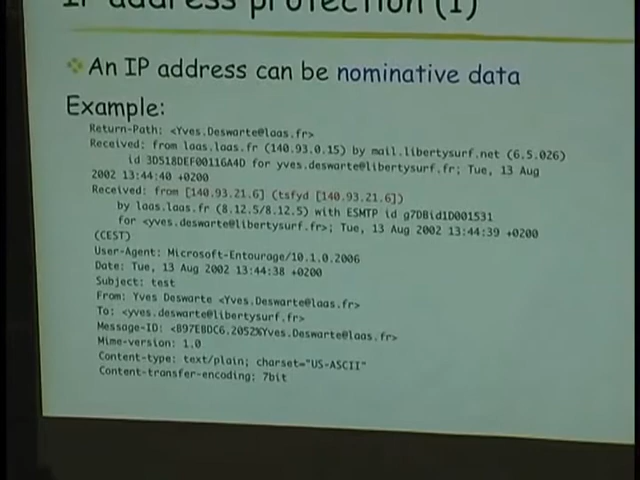 IP address protection (1)
An IP address can be nominative data
Example:
Return-Path: <Yves.Deswarte@laas.fr>
Received: from laas.laas.fr (140.93.0.15) by mail.libertysurf.net (6.5.026)
id 3D518DEF00116A4D for yves.deswarte@libertysurf.fr; Tue, 13 Aug
2002 13:44:40 +0200
Received: from [140.93.21.6] (tsfyd [140.93.21.6])
by laas.laas.fr (8.12.5/8.12.5) with ESMTP id g7DBid1D001531
for <yves.deswarte@libertysurf.fr>; Tue, 13 Aug 2002 13:44:39 +0200
(CEST)
User-Agent: Microsoft-Entourage/10.1.0.2006
Date: Tue, 13 Aug 2002 13:44:38 +0200
Subject: test
From: Yves Deswarte <Yves.Deswarte@laas.fr>
To: <yves.deswarte@libertysurf.fr>
Message-ID: <B97EBDC6.2052%Yves.Deswarte@laas.fr>
Mime-version: 1.0
Content-type: text/plain; charset="US-ASCII"
Content-transfer-encoding: 7bit